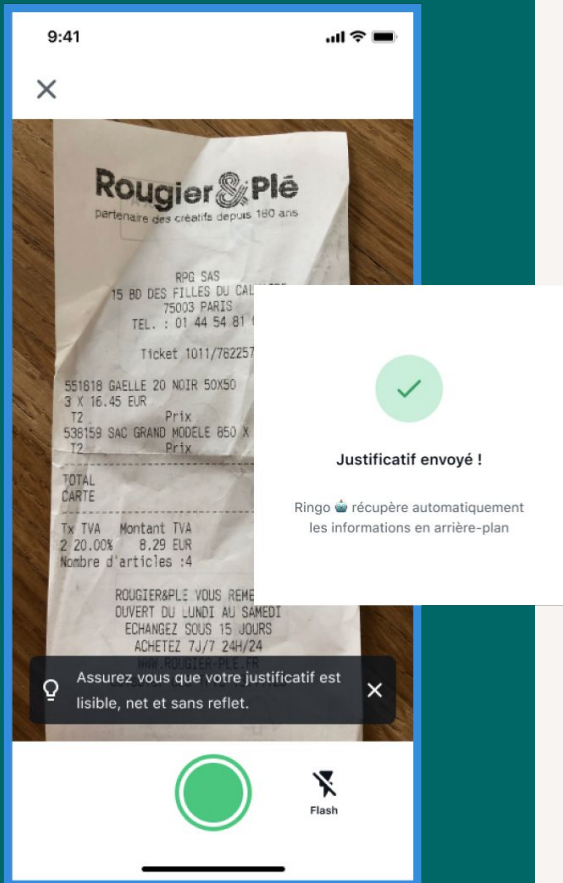 9:41
Rougier&Plé
partenaire des créatifs depuis 160 ans
RPG SAS
15 BD DES FILLES DU CAL
75003 PARIS
TEL. : 01 44 54 81
Ticket 1011/762257
551818 GAELLE 20 NOIR 50X50
3 X 16.45 EUR
T2 Prix
538159 SAC GRAND MODELE 850 X
T2 Prix
TOTAL
CARTE
Tx TVA Montant TVA
2 20.00% 8.29 EUR
Nombre d'articles :4
ROUGIER&PLE VOUS REME
OUVERT DU LUNDI AU SAMEDI
ECHANGEZ SOUS 15 JOURS
ACHETEZ 7J/7 24H/24
WWW.ROUGIER-PLE.FR
Assurez vous que votre justificatif est
lisible, net et sans reflet.
Flash
Justificatif envoyé !
Ringo récupère automatiquement
les informations en arrière-plan